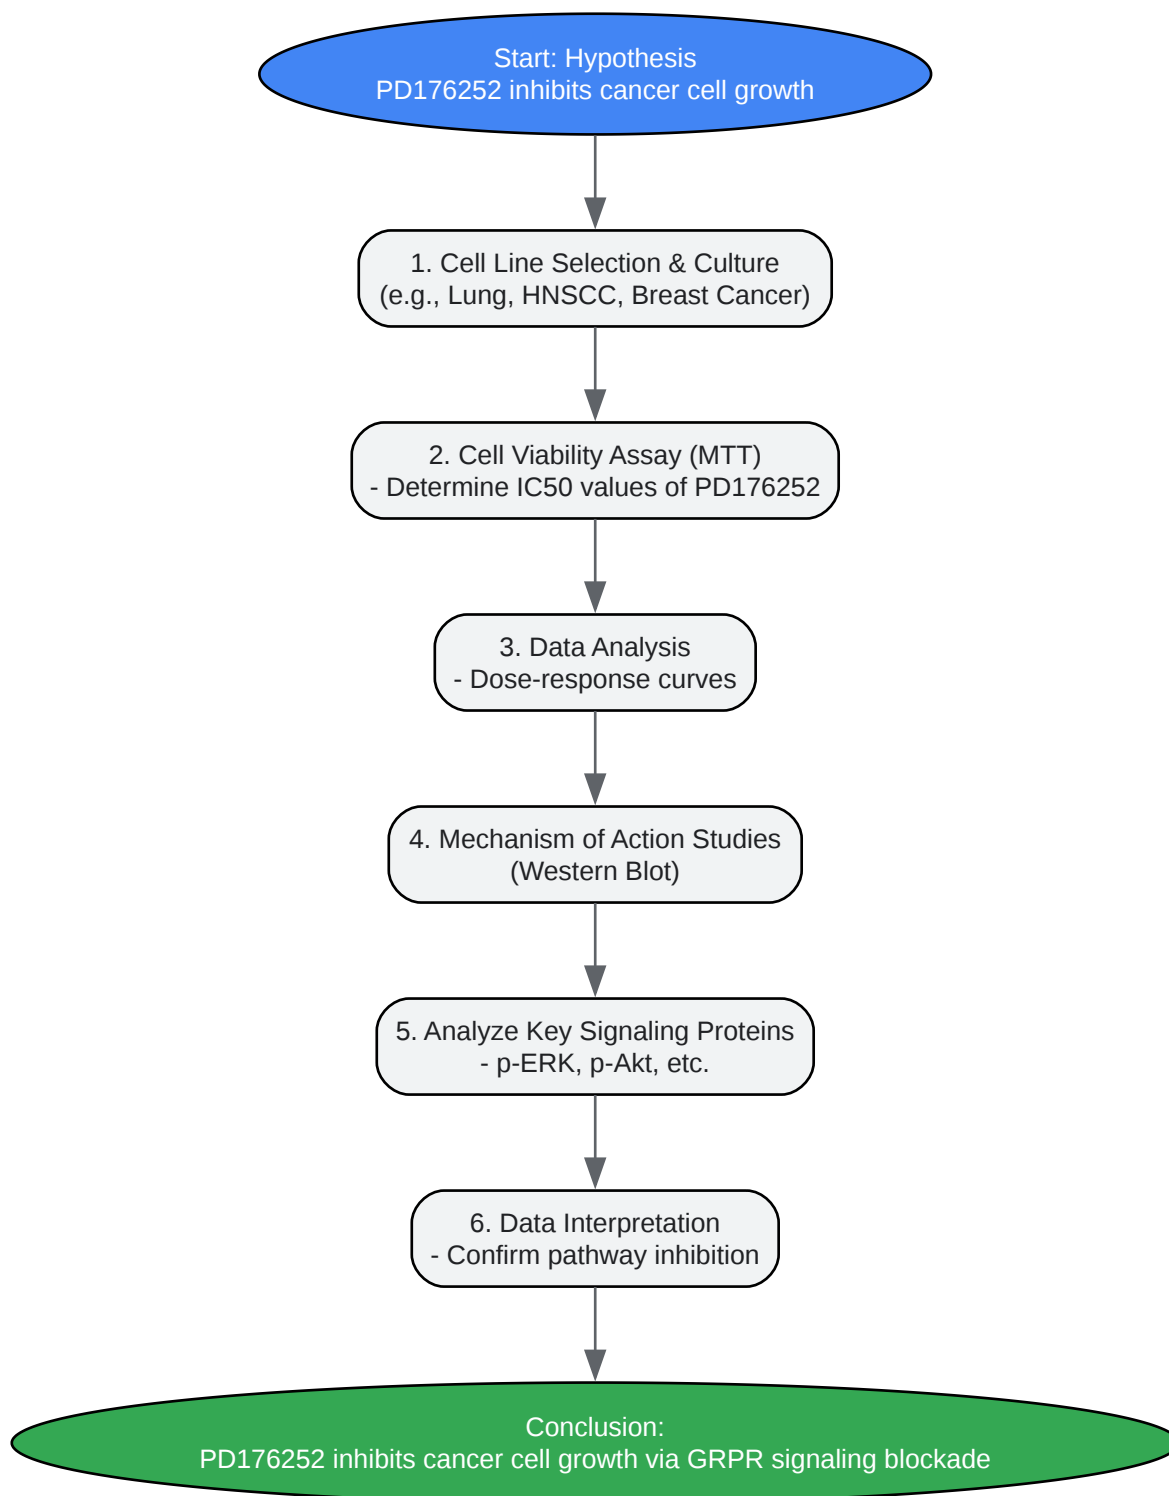 Start: Hypothesis
PD176252 inhibits cancer cell growth
1. Cell Line Selection & Culture
(e.g., Lung, HNSCC, Breast Cancer)
2. Cell Viability Assay (MTT)
- Determine IC50 values of PD176252
3. Data Analysis
- Dose-response curves
4. Mechanism of Action Studies
(Western Blot)
5. Analyze Key Signaling Proteins
- p-ERK, p-Akt, etc.
6. Data Interpretation
- Confirm pathway inhibition
Conclusion:
PD176252 inhibits cancer cell growth via GRPR signaling blockade